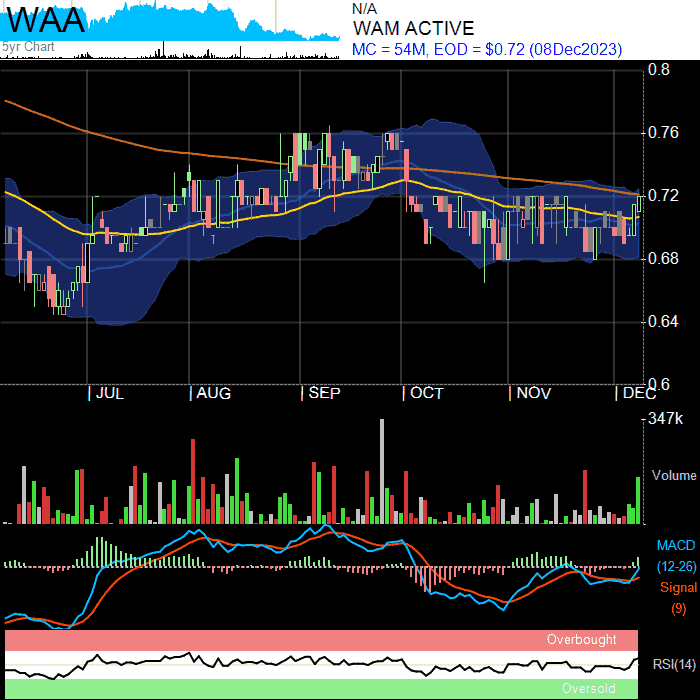 WAA
5yr Chart
N/A
WAM ACTIVE
MC = 54M, EOD = $0.72 (08Dec2023)
0.8
0.76
0.72
0.68
0.64
0.6
JUL AUG SEP OCT NOV DEC
347k
Volume
MACD
(12-26)
Signal
(9)
Overbought
RSI(14)
Oversold